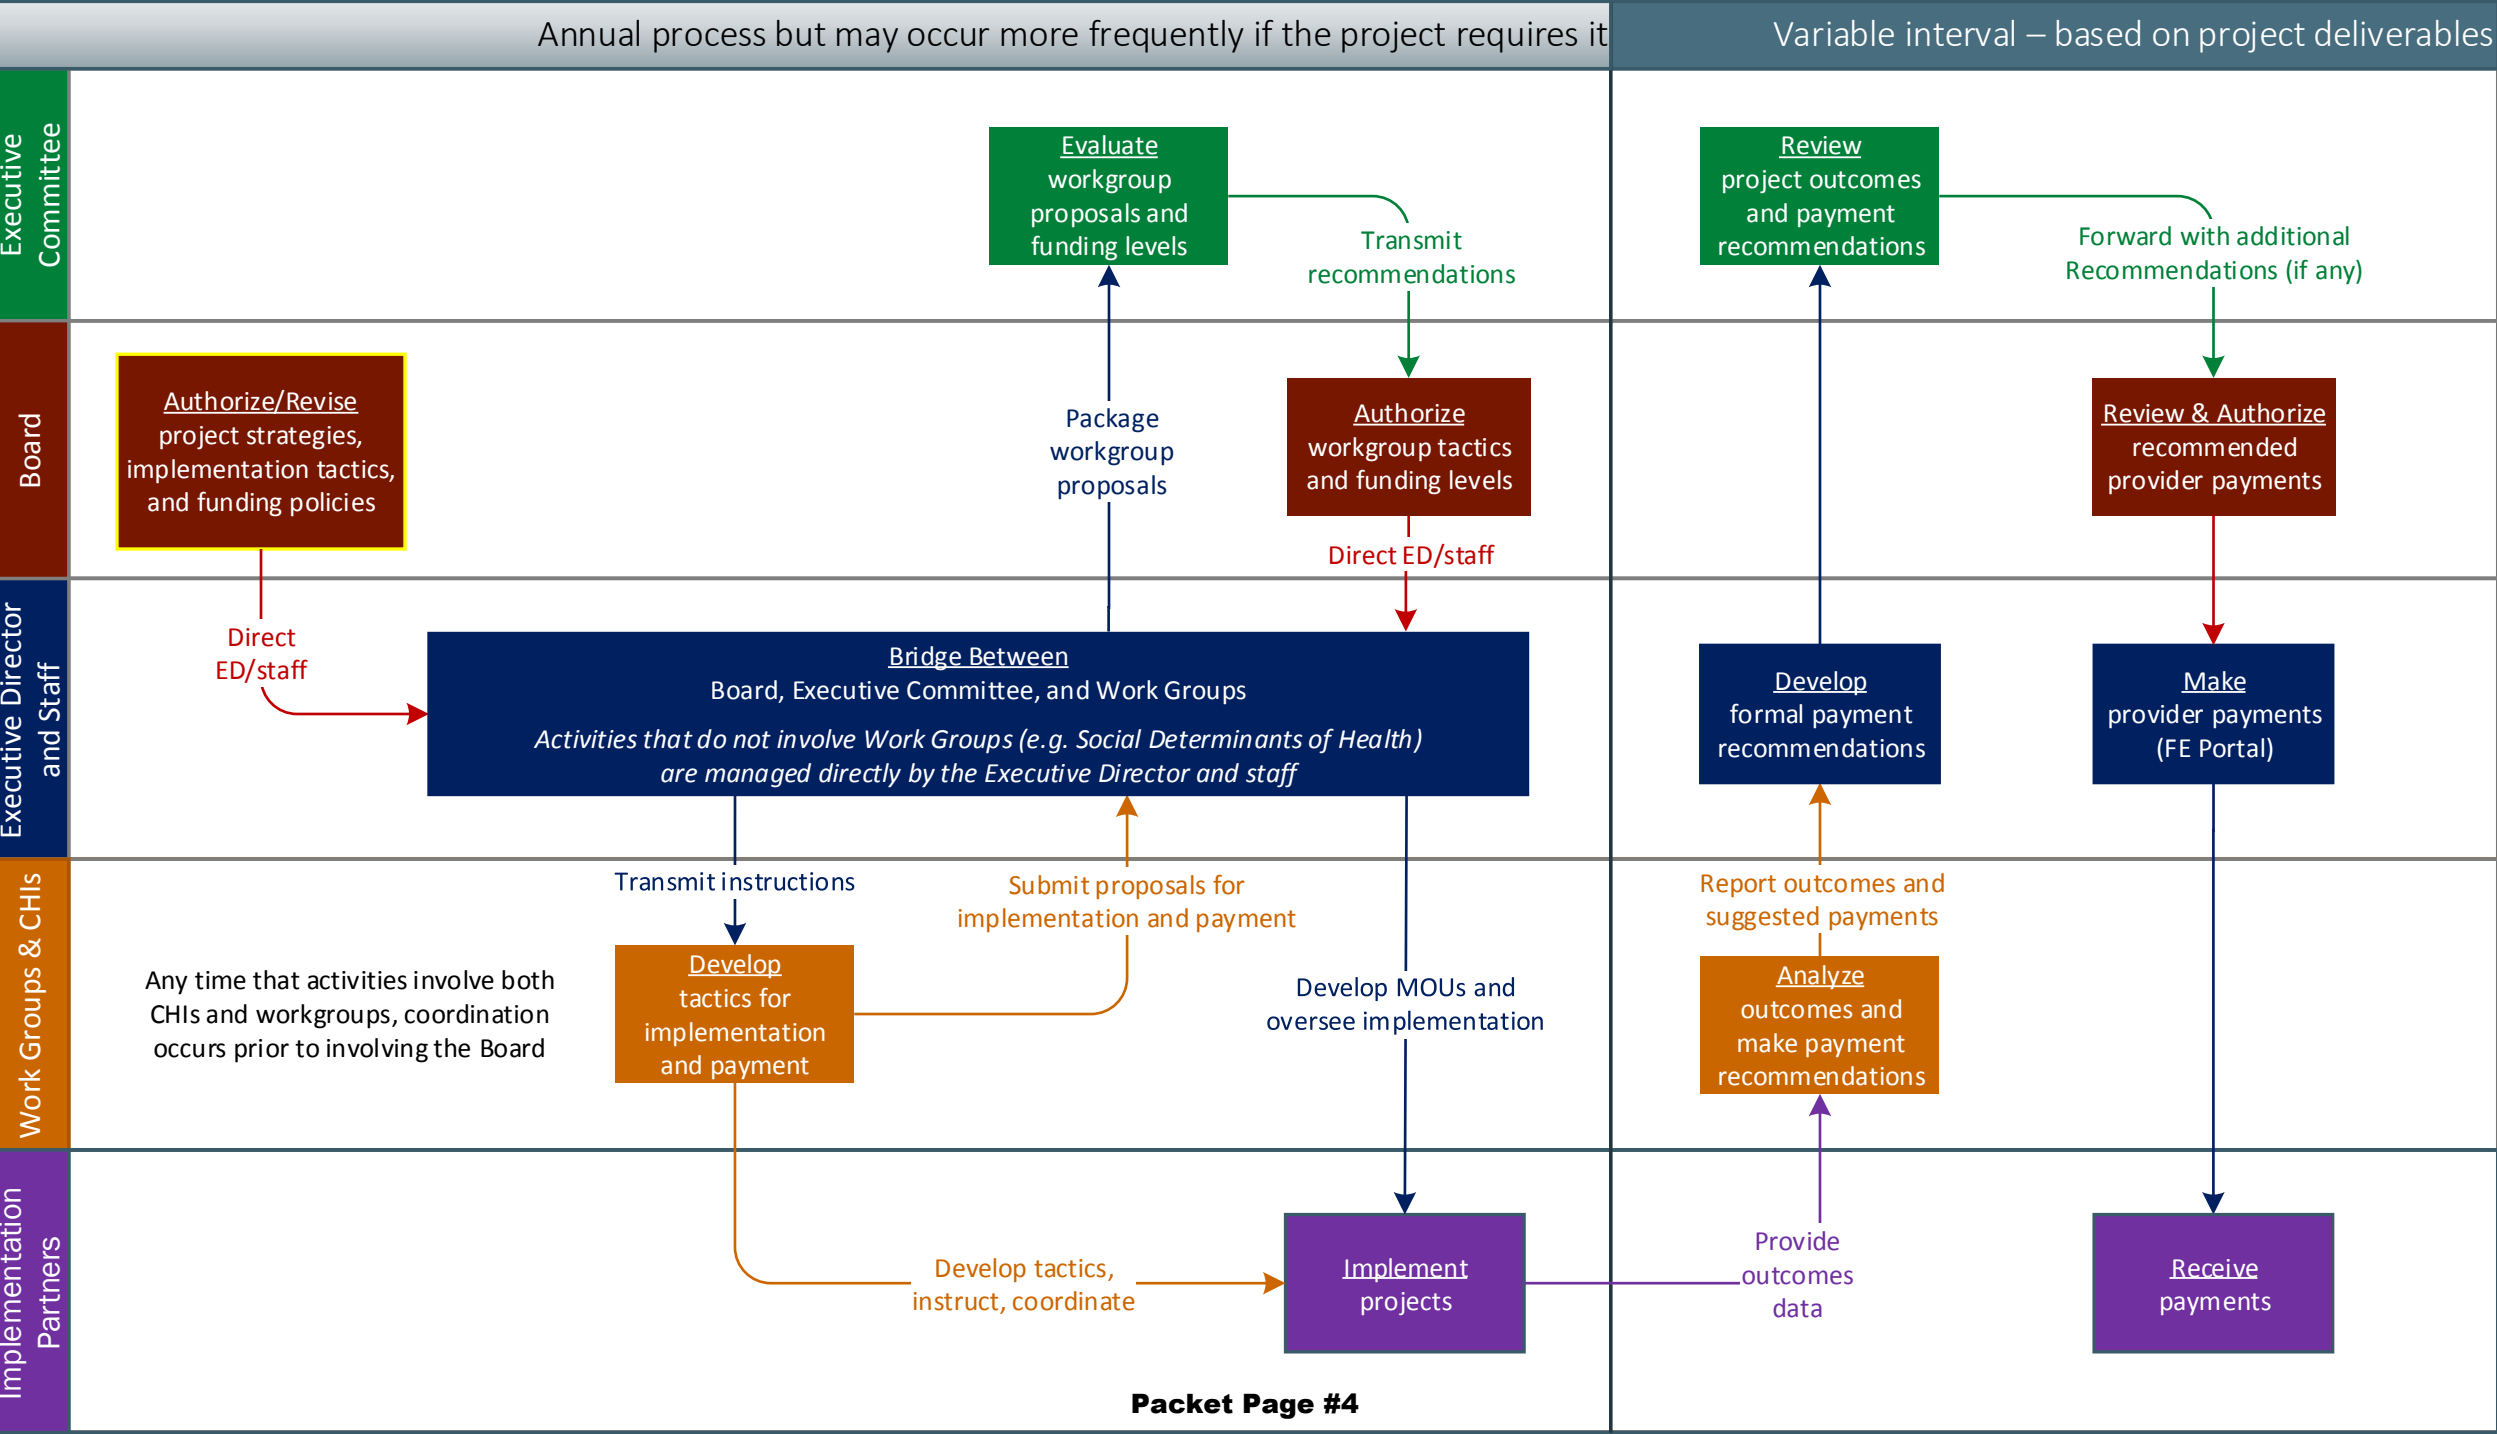 Annual process but may occur more frequently if the project requires it
Variable interval – based on project deliverables
Executive
Committee
Evaluate
workgroup
proposals and
funding levels
Transmit
recommendations
Review
project outcomes
and payment
recommendations
Forward with additional
Recommendations (if any)
Board
Authorize/Revise
project strategies,
implementation tactics,
and funding policies
Package
workgroup
proposals
Authorize
workgroup tactics
and funding levels
Direct ED/staff
Review & Authorize
recommended
provider payments
Executive Director
and Staff
Direct
ED/staff
Bridge Between
Board, Executive Committee, and Work Groups
Activities that do not involve Work Groups (e.g. Social Determinants of Health)
are managed directly by the Executive Director and staff
Develop
formal payment
recommendations
Make
provider payments
(FE Portal)
Work Groups & CHIs
Transmit instructions
Submit proposals for
implementation and payment
Report outcomes and
suggested payments
Any time that activities involve both
CHIs and workgroups, coordination
occurs prior to involving the Board
Develop
tactics for
implementation
and payment
Develop MOUs and
oversee implementation
Analyze
outcomes and
make payment
recommendations
Implementation
Partners
Develop tactics,
instruct, coordinate
Implement
projects
Provide
outcomes
data
Receive
payments
Packet Page #4